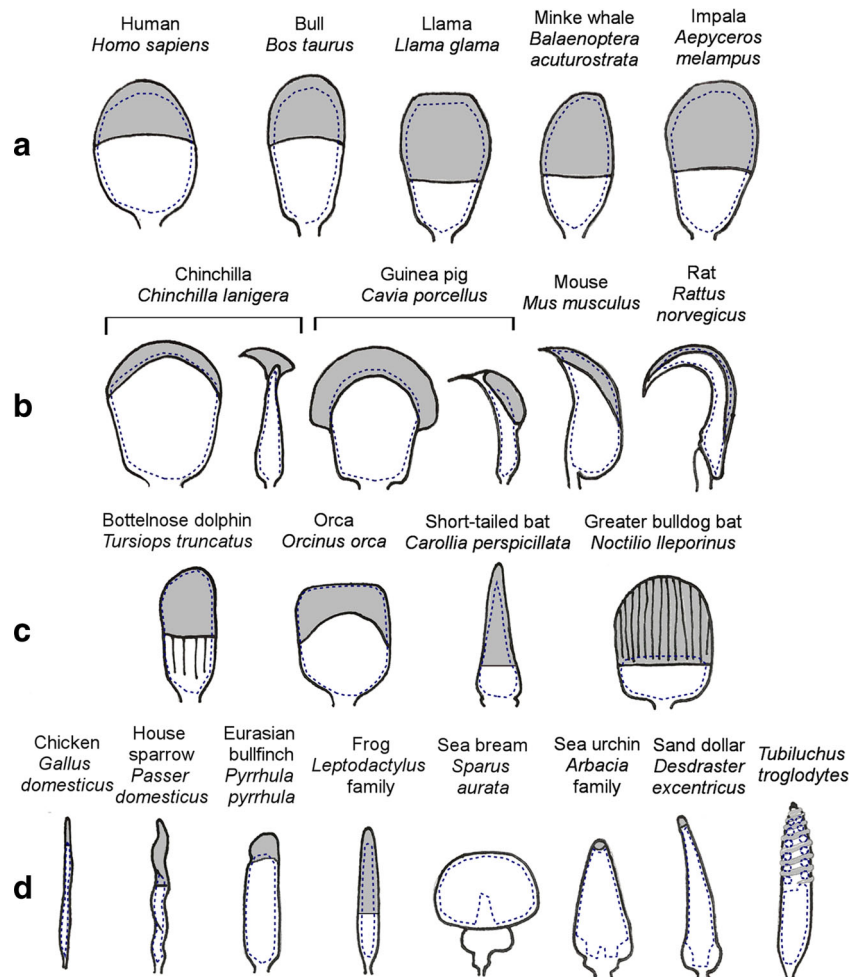 Human
Homo sapiens
Bull
Bos taurus
Llama
Llama glama
Minke whale
Balaenoptera
acuturostrata
Impala
Aepyceros
melampus
a
Chinchilla
Chinchilla lanigera
Guinea pig
Cavia porcellus
Mouse
Mus musculus
Rat
Rattus
norvegicus
b
Bottelnose dolphin
Tursiops truncatus
Orca
Orcinus orca
Short-tailed bat
Carollia perspicillata
Greater bulldog bat
Noctilio lleporinus
c
Chicken
Gallus
domesticus
House
sparrow
Passer
domesticus
Eurasian
bullfinch
Pyrrhula
pyrrhula
Frog
Leptodactylus
family
Sea bream
Sparus
aurata
Sea urchin
Arbacia
family
Sand dollar
Desdraster
excentricus
Tubiluchus
troglodytes
d